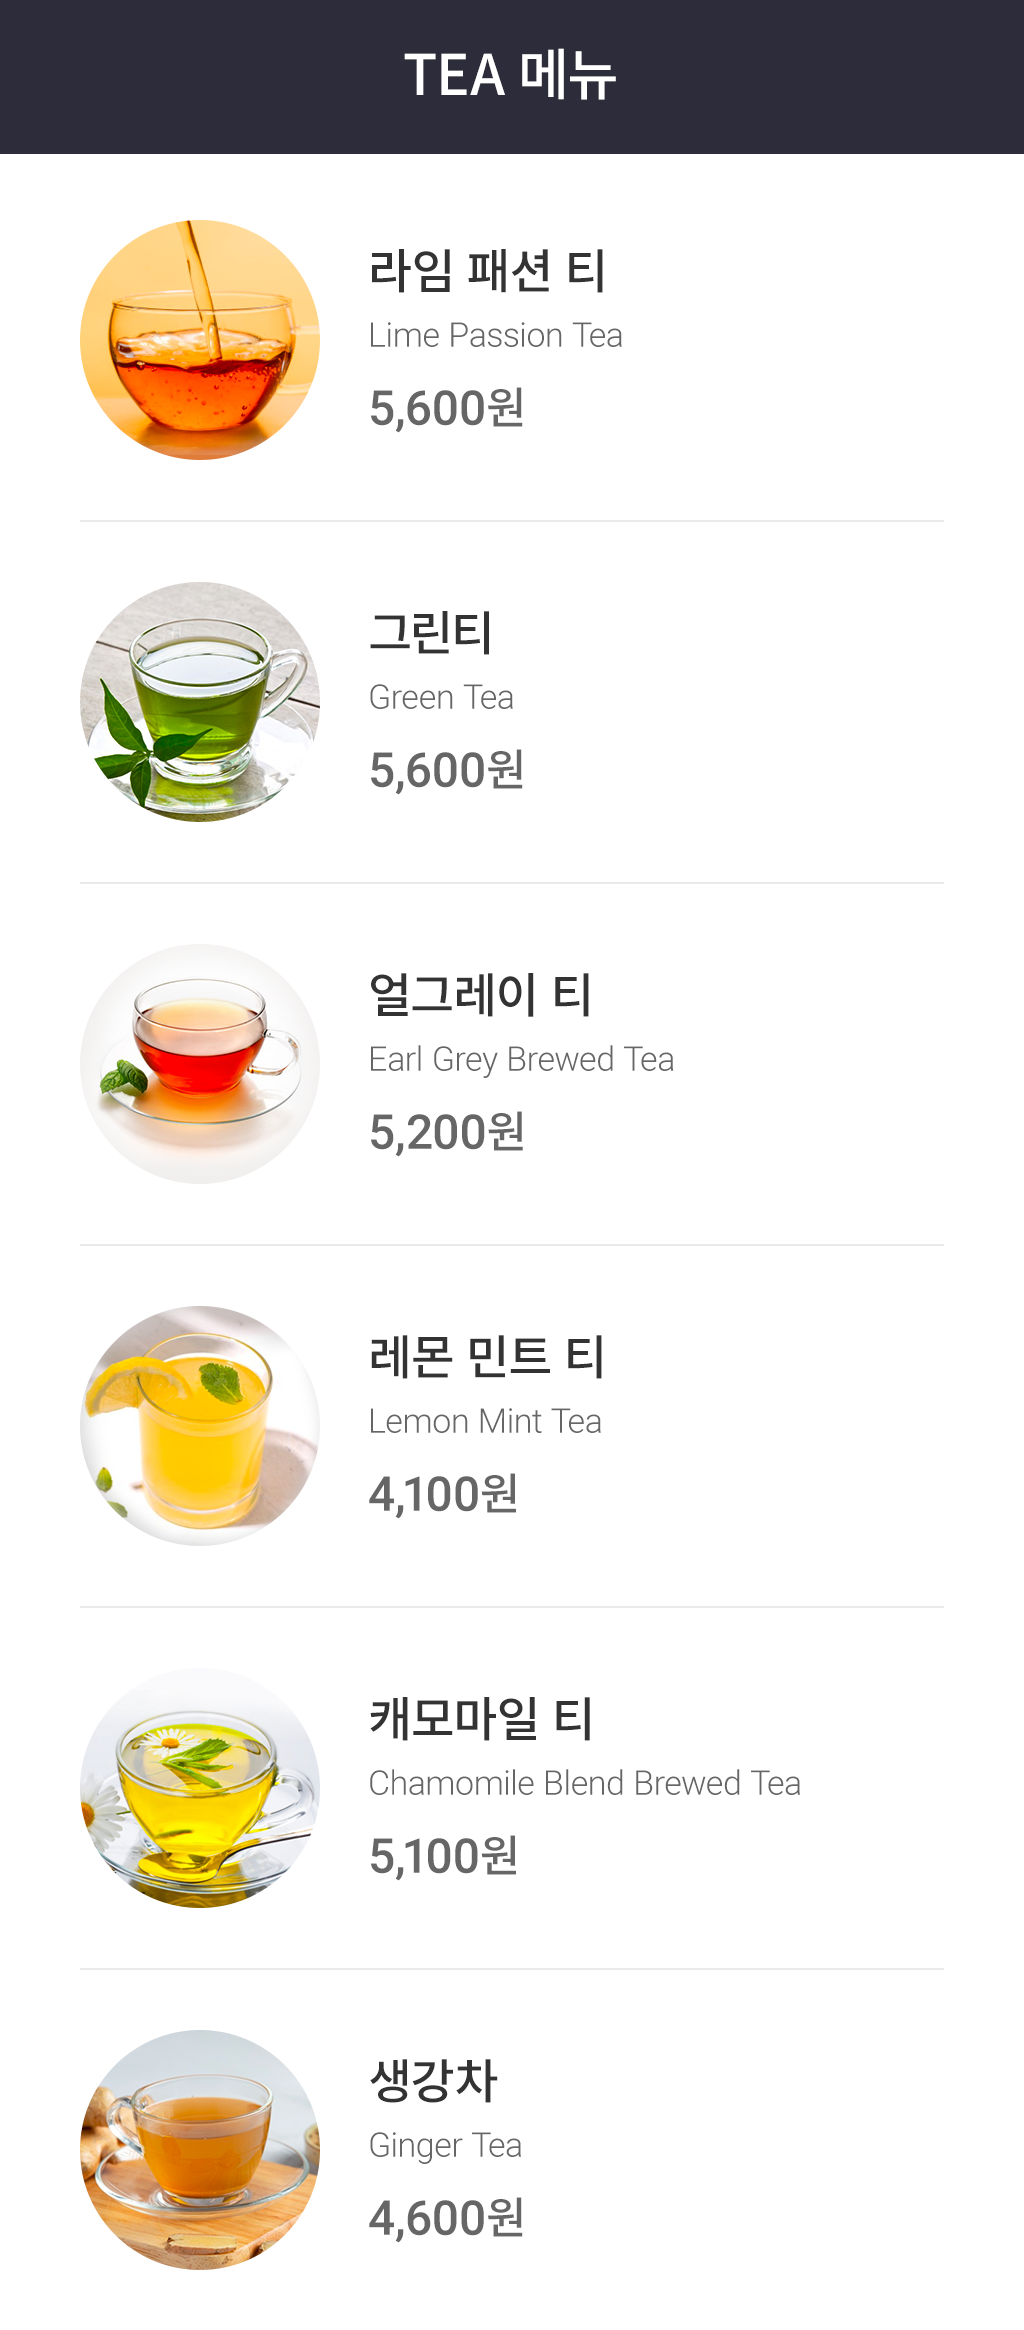 TEA 메뉴
라임 패션 티
Lime Passion Tea
5,600원
그린티
Green Tea
5,600원
얼그레이 티
Earl Grey Brewed Tea
5,200원
레몬 민트 티
Lemon Mint Tea
4,100원
캐모마일 티
Chamomile Blend Brewed Tea
5,100원
생강차
Ginger Tea
4,600원